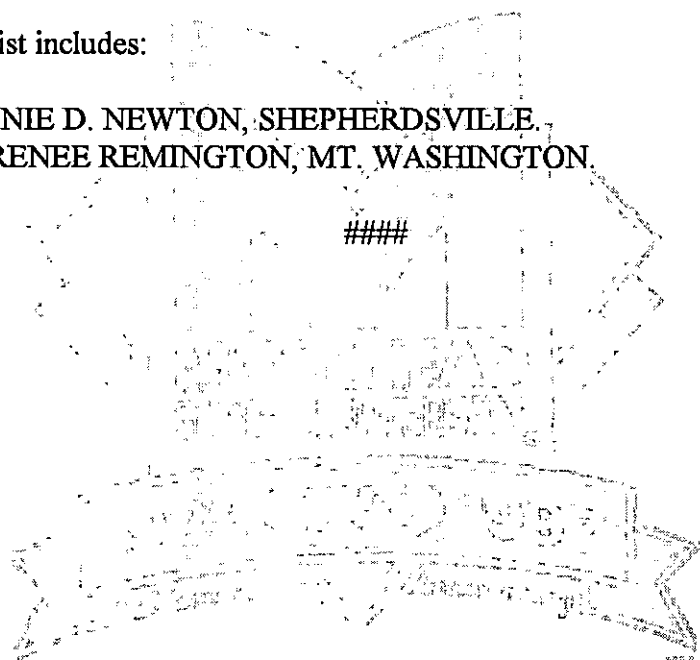 ist includes:
NIE D. NEWTON, SHEPHERDSVILLE.
RENEE REMINGTON, MT. WASHINGTON.
####